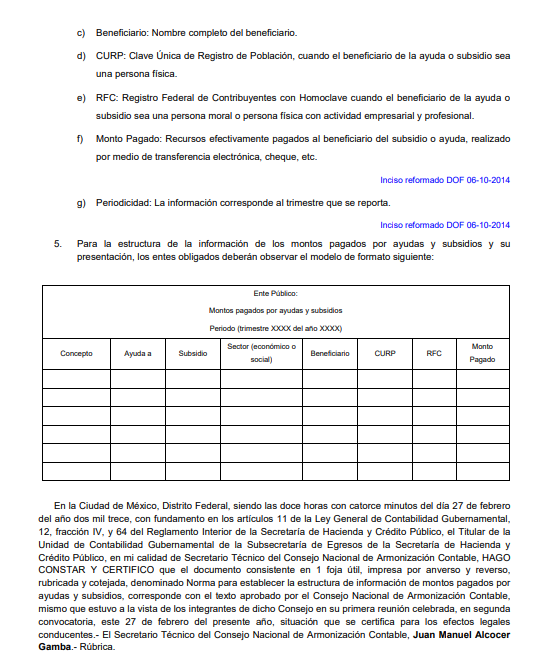 c) Beneficiario: Nombre completo del beneficiario.
d) CURP: Clave Única de Registro de Población, cuando el beneficiario de la ayuda o subsidio sea
una persona física.
e) RFC: Registro Federal de Contribuyentes con Homoclave cuando el beneficiario de la ayuda o
subsidio sea una persona moral o persona física con actividad empresarial y profesional.
f) Monto Pagado: Recursos efectivamente pagados al beneficiario del subsidio o ayuda, realizado
por medio de transferencia electrónica, cheque, etc.
Inciso reformado DOF 06-10-2014
g) Periodicidad: La información corresponde al trimestre que se reporta.
Inciso reformado DOF 06-10-2014
5. Para la estructura de la información de los montos pagados por ayudas y subsidios y su
presentación, los entes obligados deberán observar el modelo de formato siguiente:
Ente Público:
Montos pagados por ayudas y subsidios
Periodo (trimestre XXXX del año XXXX)
Concepto Ayuda a Subsidio Sector (económico o social) Beneficiario CURP RFC Monto Pagado
En la Ciudad de México, Distrito Federal, siendo las doce horas con catorce minutos del día 27 de febrero
del año dos mil trece, con fundamento en los artículos 11 de la Ley General de Contabilidad Gubernamental,
12, fracción IV, y 64 del Reglamento Interior de la Secretaría de Hacienda y Crédito Público, el Titular de la
Unidad de Contabilidad Gubernamental de la Subsecretaría de Egresos de la Secretaría de Hacienda y
Crédito Público, en mi calidad de Secretario Técnico del Consejo Nacional de Armonización Contable, HAGO
CONSTAR Y CERTIFICO que el documento consistente en 1 foja útil, impresa por anverso y reverso,
rubricada y cotejada, denominado Norma para establecer la estructura de información de montos pagados por
ayudas y subsidios, corresponde con el texto aprobado por el Consejo Nacional de Armonización Contable,
mismo que estuvo a la vista de los integrantes de dicho Consejo en su primera reunión celebrada, en segunda
convocatoria, este 27 de febrero del presente año, situación que se certifica para los efectos legales
conducentes.- El Secretario Técnico del Consejo Nacional de Armonización Contable, Juan Manuel Alcocer
Gamba.- Rúbrica.